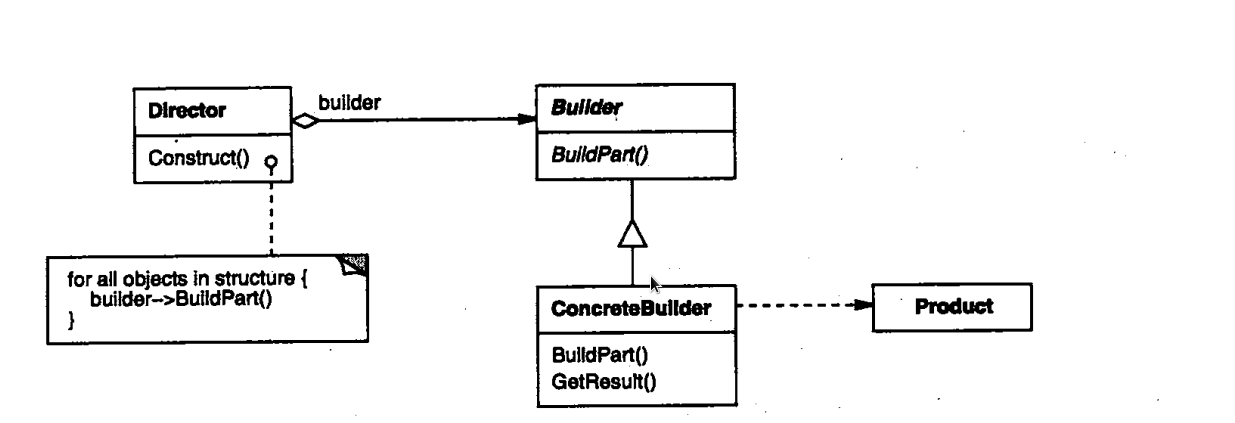 Director
Construct()
builder
Builder
BuildPart()
for all objects in structure {
builder-->BuildPart()
}
ConcreteBuilder
BuildPart()
GetResult()
Product